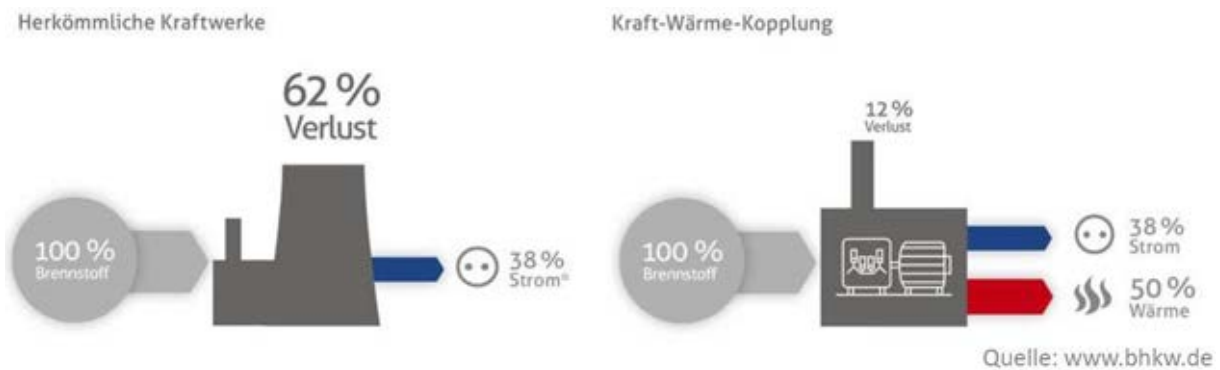 Herkömmliche Kraftwerke
62 %
Verlust
100 %
Brennstoff
38 %
Strom*
Kraft-Wärme-Kopplung
12 %
Verlust
100 %
Brennstoff
38 %
Strom
50 %
Wärme
Quelle: www.bhkw.de